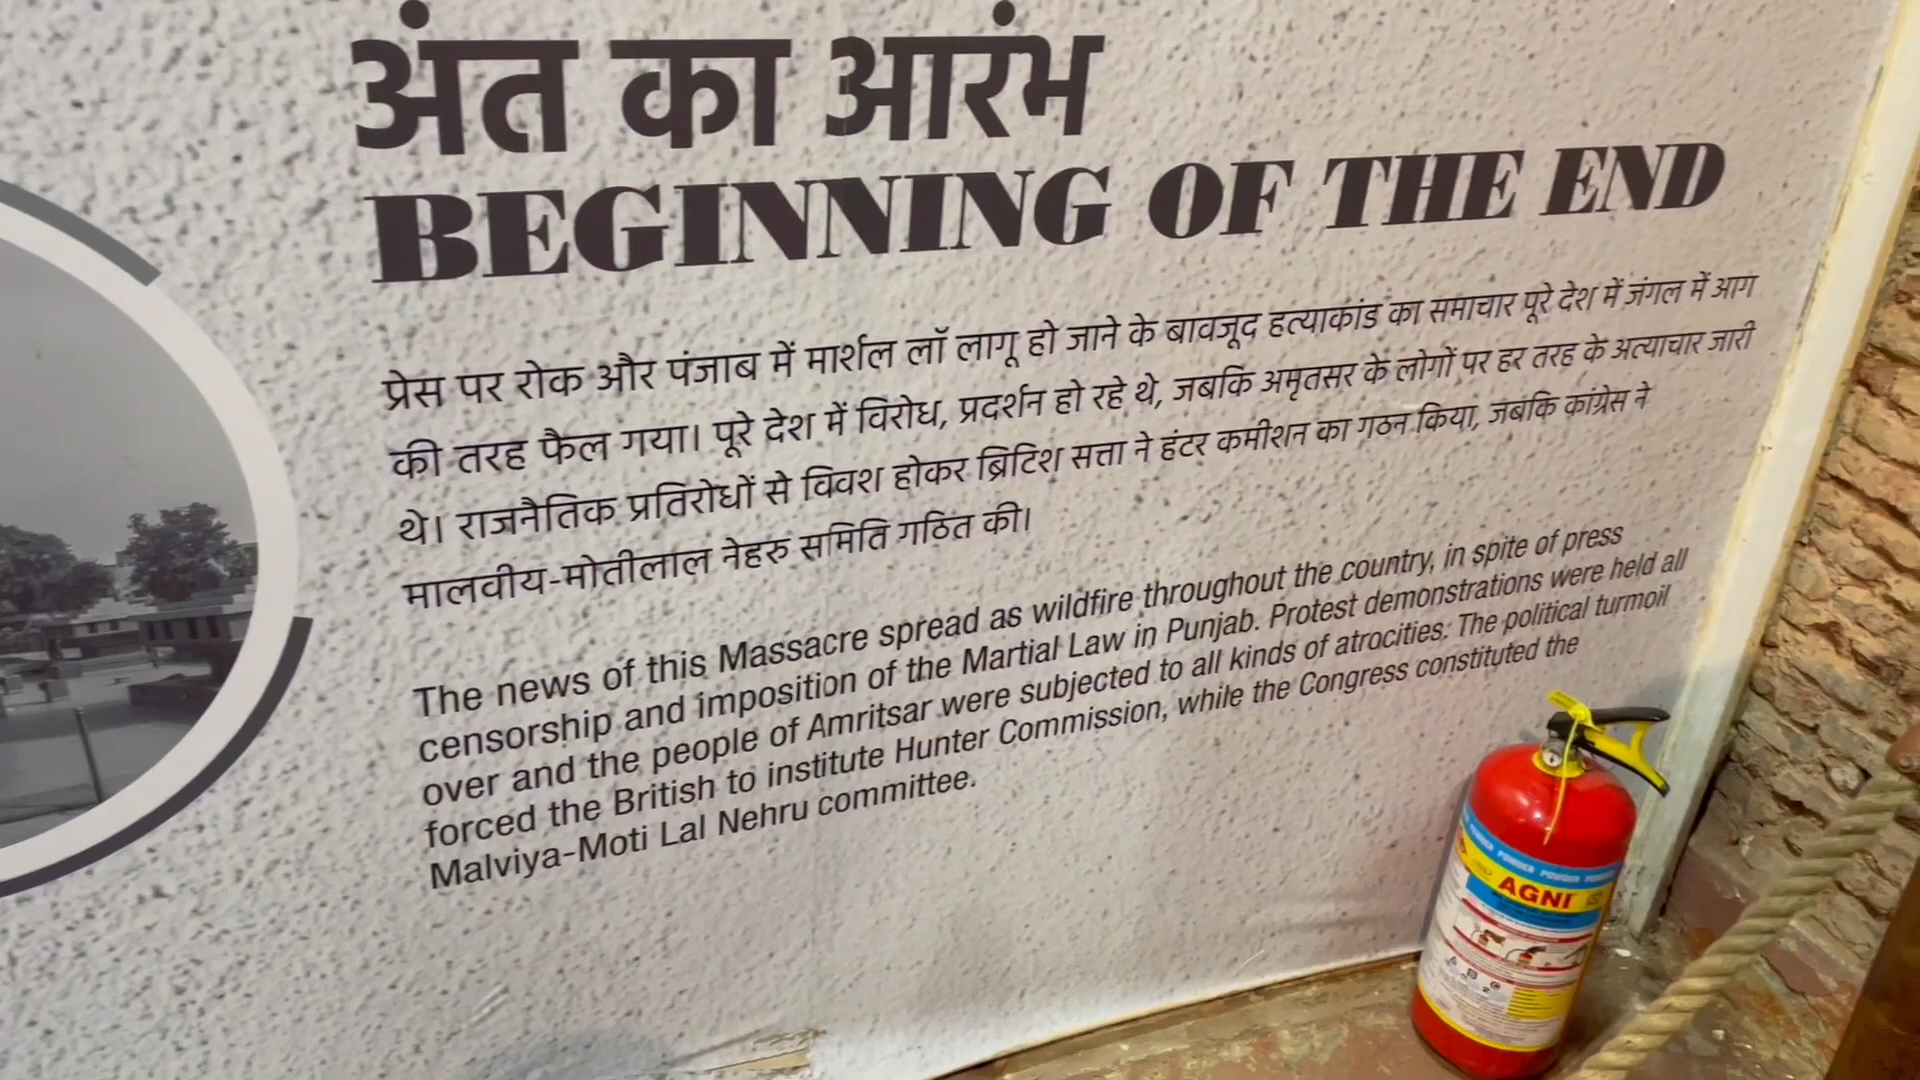 अंत का आरंभ
BEGINNING OF THE END
प्रेस पर रोक और पंजाब में मार्शल लॉ लागू हो जाने के बावजूद हत्याकांड का समाचार पूरे देश में जंगल में आग
की तरह फैल गया। पूरे देश में विरोध, प्रदर्शन हो रहे थे, जबकि अमृतसर के लोगों पर हर तरह के अत्याचार जारी
थे। राजनैतिक प्रतिरोधों से विवश होकर ब्रिटिश सत्ता ने हंटर कमीशन का गठन किया, जबकि कांग्रेस ने
मालवीय-मोतीलाल नेहरु समिति गठित की।
The news of this Massacre spread as wildfire throughout the country, in spite of press
censorship and imposition of the Martial Law in Punjab. Protest demonstrations were held all
over and the people of Amritsar were subjected to all kinds of atrocities. The political turmoil
forced the British to institute Hunter Commission, while the Congress constituted the
Malviya-Moti Lal Nehru committee.
POWDER POWDER POWDER
AGNI